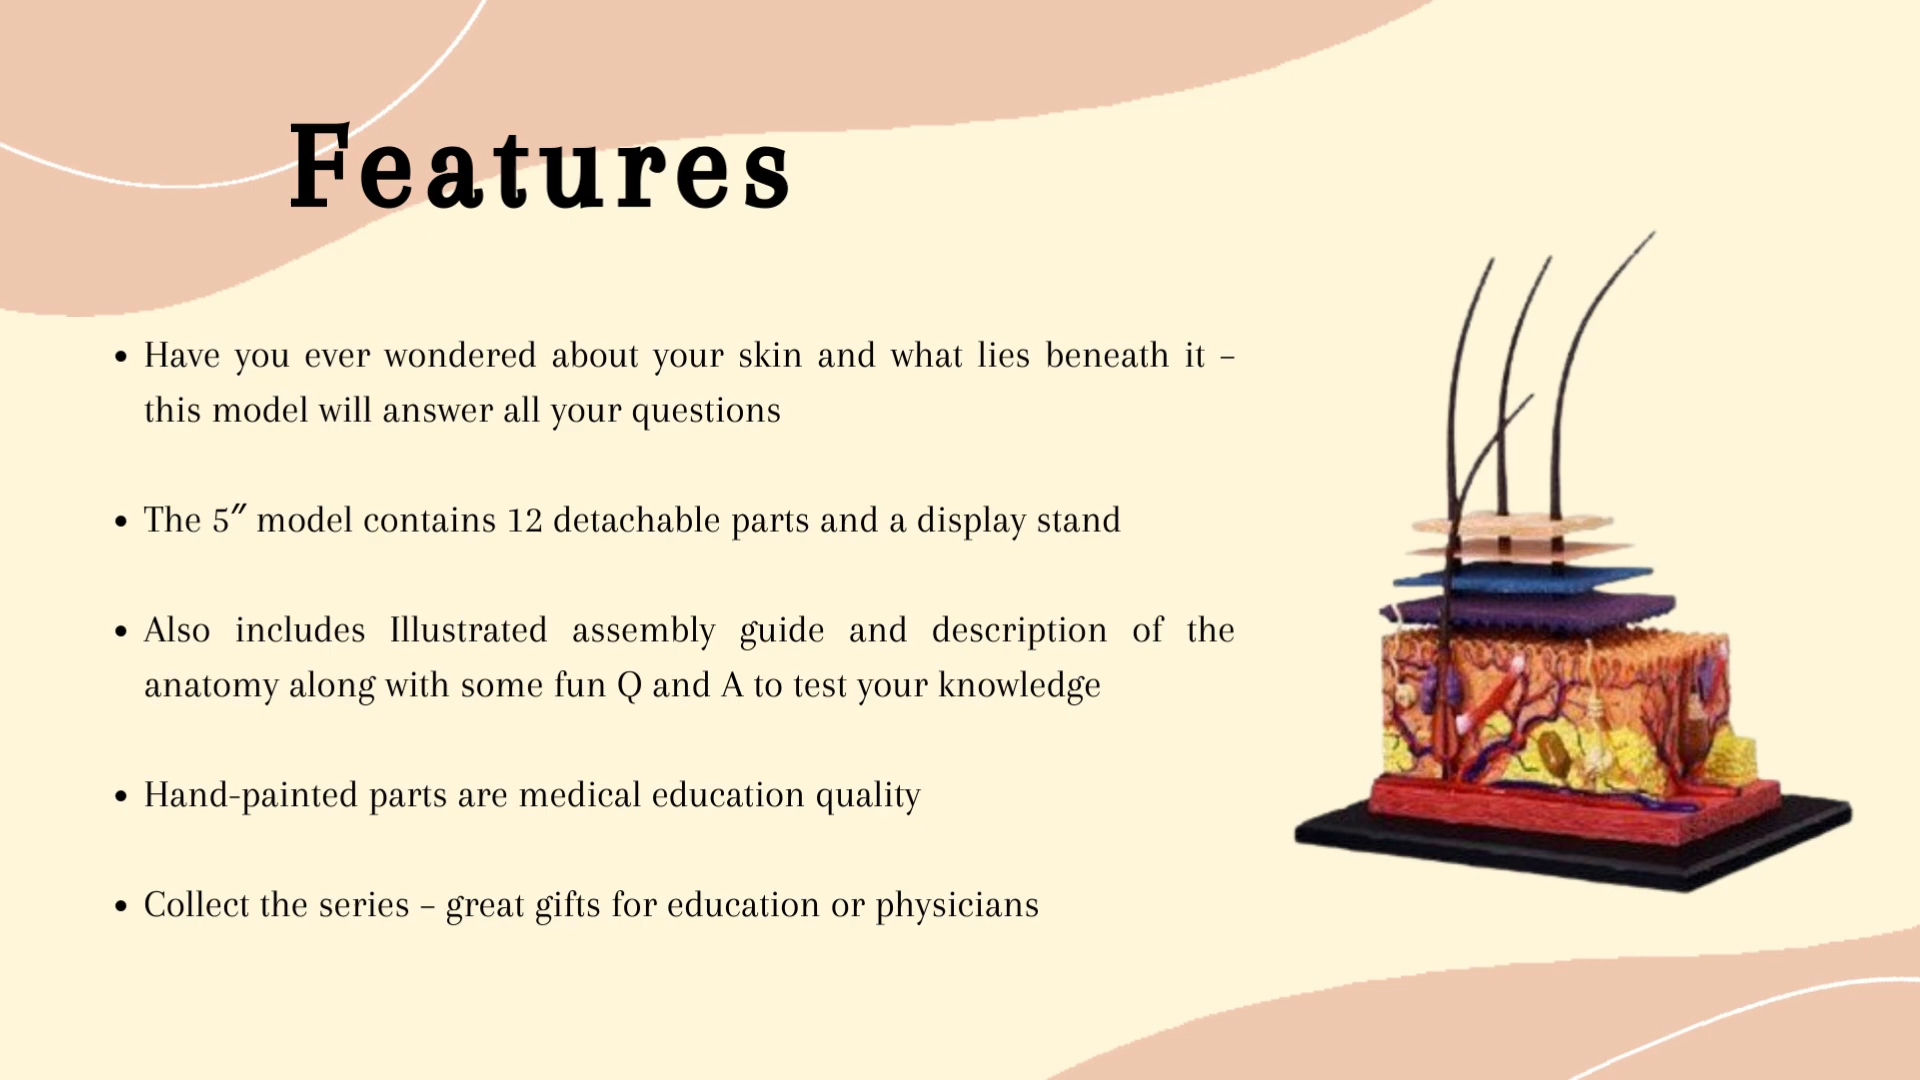 Features
• Have you ever wondered about your skin and what lies beneath it –
this model will answer all your questions
• The 5″ model contains 12 detachable parts and a display stand
• Also includes Illustrated assembly guide and description of the
anatomy along with some fun Q and A to test your knowledge
• Hand-painted parts are medical education quality
• Collect the series – great gifts for education or physicians